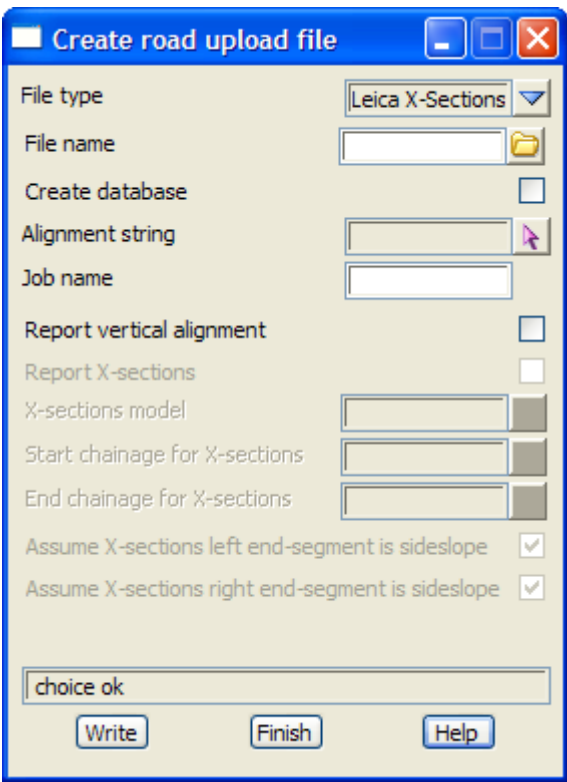 Create road upload file
File type Leica X-Sections
File name
Create database
Alignment string
Job name
Report vertical alignment
Report X-sections
X-sections model
Start chainage for X-sections
End chainage for X-sections
Assume X-sections left end-segment is sideslope
Assume X-sections right end-segment is sideslope
choice ok
Write Finish Help